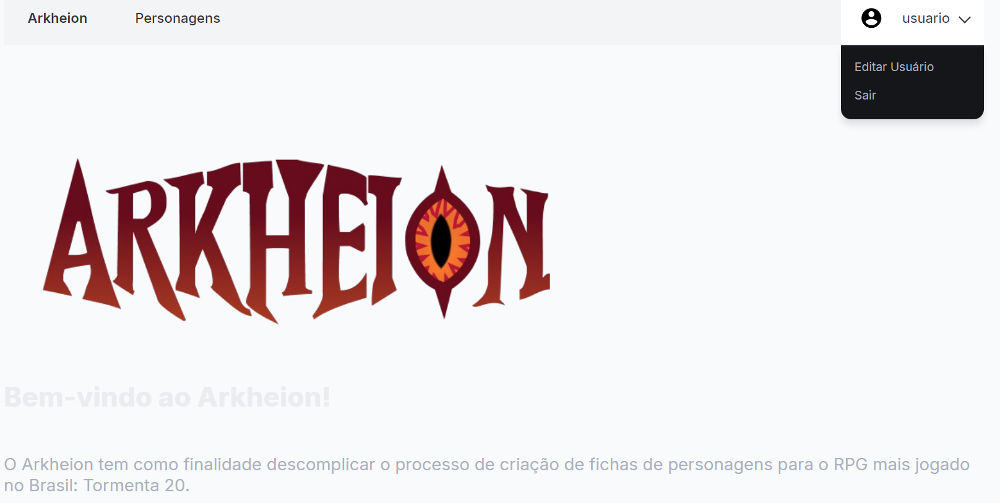 Arkheion
Personagens
usuario
Editar Usuário
Sair
ARKHEION
Bem-vindo ao Arkheion!
O Arkheion tem como finalidade descomplicar o processo de criação de fichas de personagens para o RPG mais jogado
no Brasil: Tormenta 20.